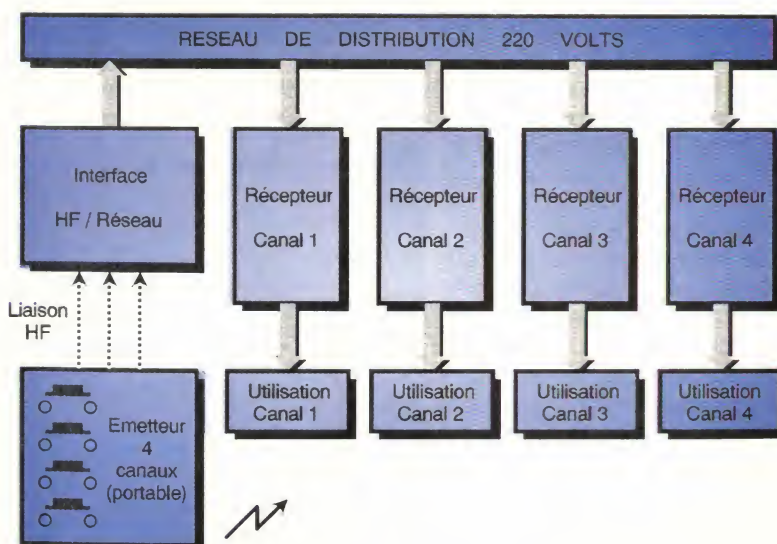 RESEAU DE DISTRIBUTION 220 VOLTS
Interface
HF / Réseau
Récepteur
Canal 1
Récepteur
Canal 2
Récepteur
Canal 3
Récepteur
Canal 4
Liaison
HF
Utilisation
Canal 1
Utilisation
Canal 2
Utilisation
Canal 3
Utilisation
Canal 4
Emetteur
4
canaux
(portable)